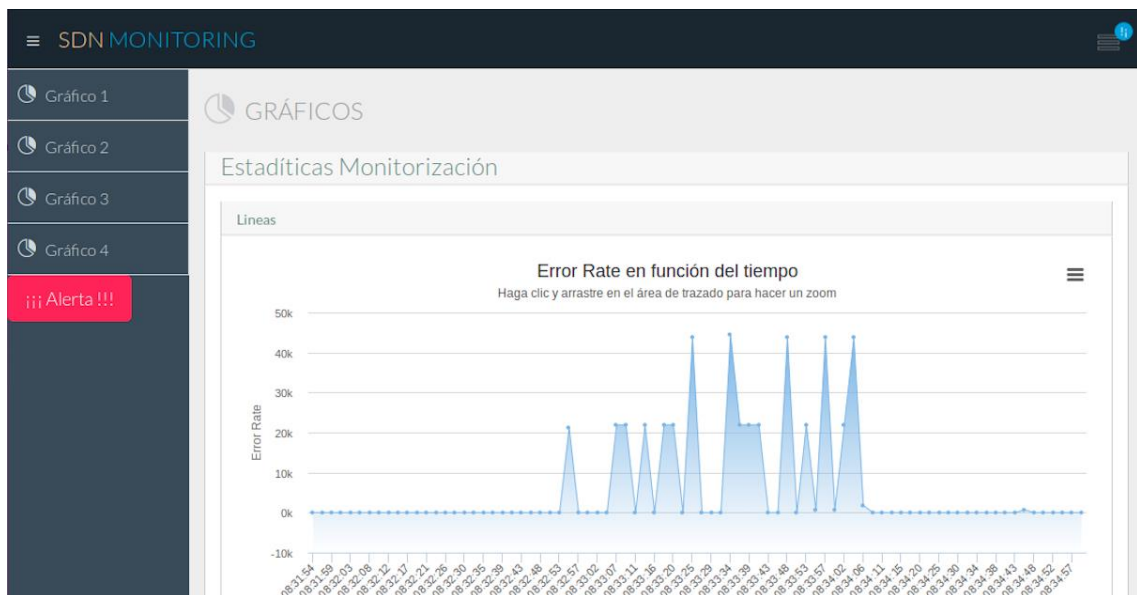 SDN MONITORING
Gráfico 1
Gráfico 2
Gráfico 3
Gráfico 4
¡¡¡ Alerta !!!
GRÁFICOS
Estadíticas Monitorización
Lineas
Error Rate en función del tiempo
Haga clic y arrastre en el área de trazado para hacer un zoom
Error Rate
50k
40k
30k
20k
10k
0k
-10k
08:31:54
08:31:59
08:32:03
08:32:08
08:32:12
08:32:17
08:32:21
08:32:26
08:32:30
08:32:35
08:32:39
08:32:43
08:32:48
08:32:53
08:32:57
08:33:02
08:33:07
08:33:11
08:33:16
08:33:20
08:33:25
08:33:29
08:33:34
08:33:39
08:33:43
08:33:48
08:33:53
08:33:57
08:34:02
08:34:06
08:34:11
08:34:15
08:34:20
08:34:25
08:34:30
08:34:34
08:34:38
08:34:43
08:34:48
08:34:52
08:34:57